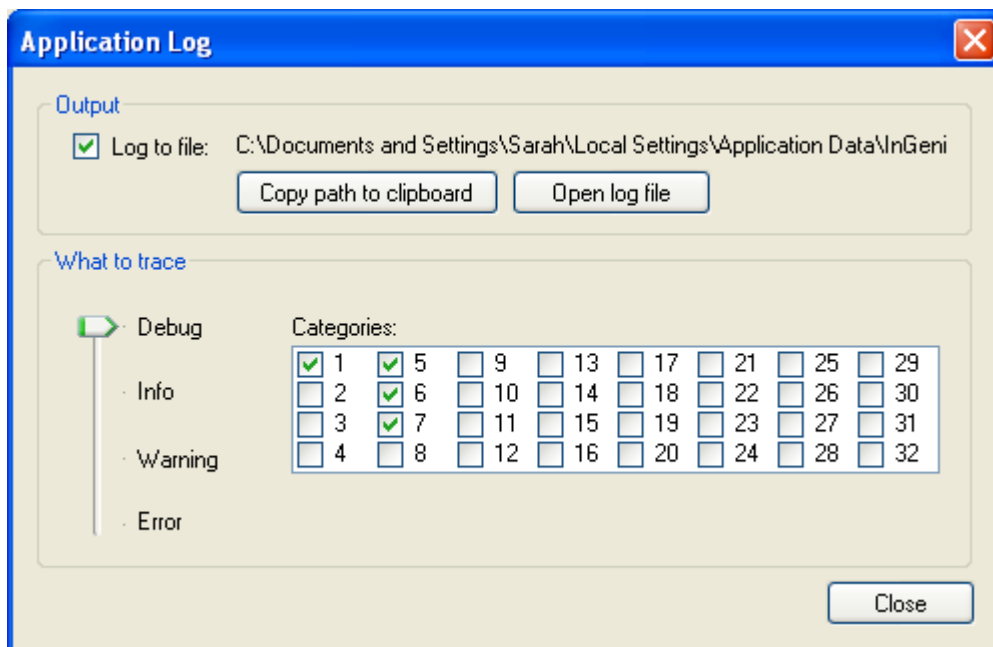 Application Log
Output
Log to file: C:\Documents and Settings\Sarah\Local Settings\Application Data\InGeni
Copy path to clipboard Open log file
What to trace
Debug
Info
Warning
Error
Categories:
1 5 9 13 17 21 25 29
2 6 10 14 18 22 26 30
3 7 11 15 19 23 27 31
4 8 12 16 20 24 28 32
Close